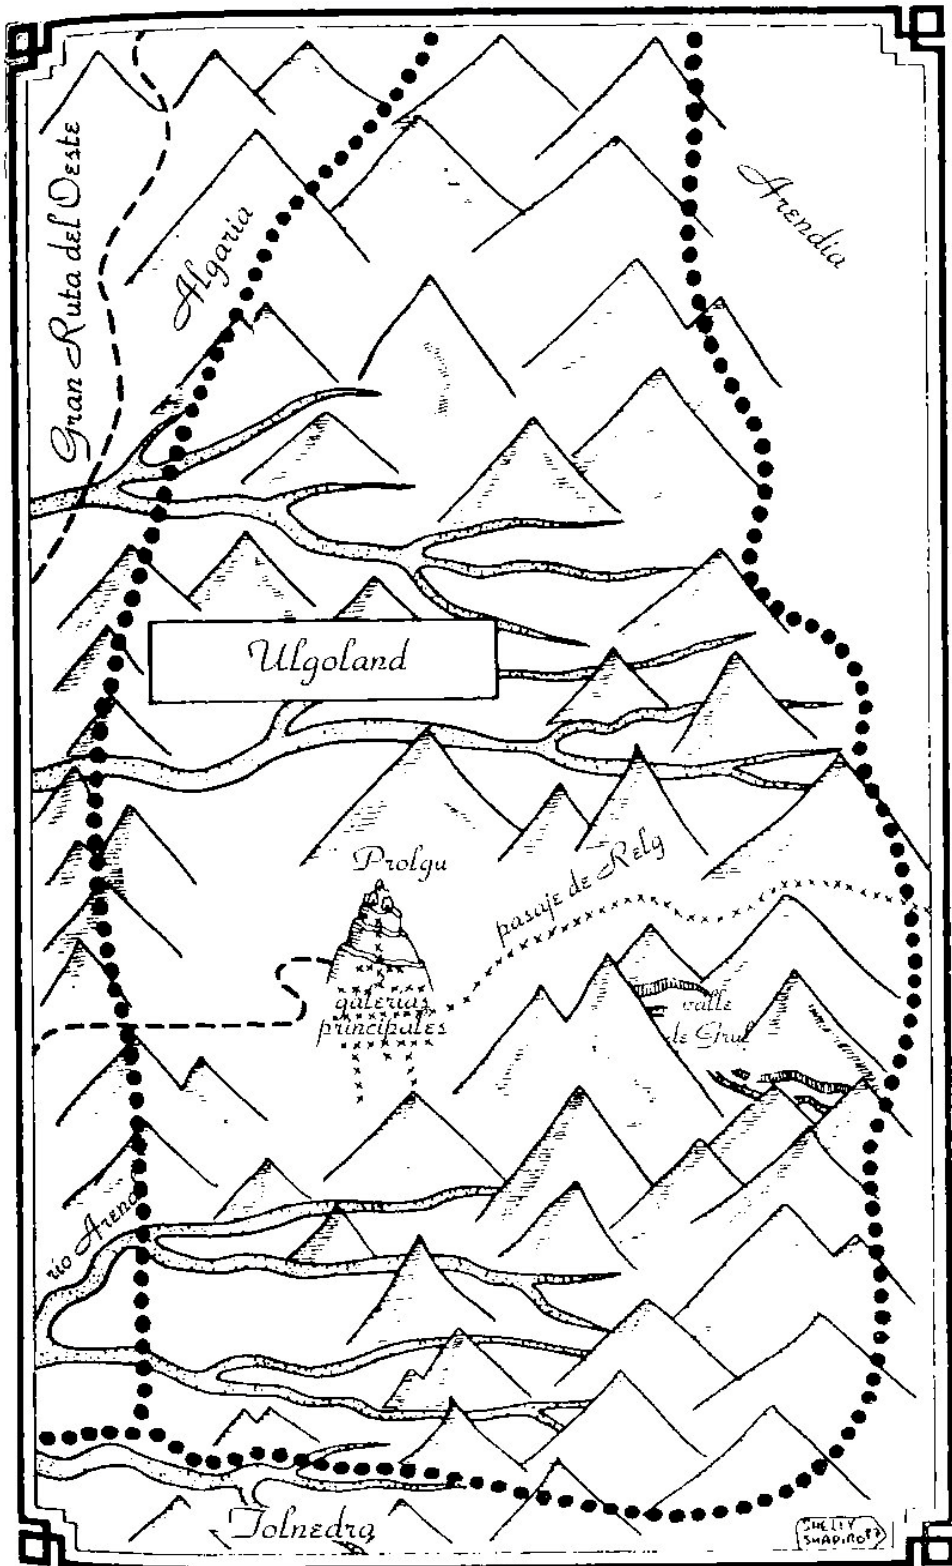 Gran Ruta del Oeste
Algaria
Arendia
Ulgoland
Prolgu
pasaje de Relg
galerías
principales
valle
de Grul
río Arend
Tolnedra
SHELLY
SHAPIRO 87